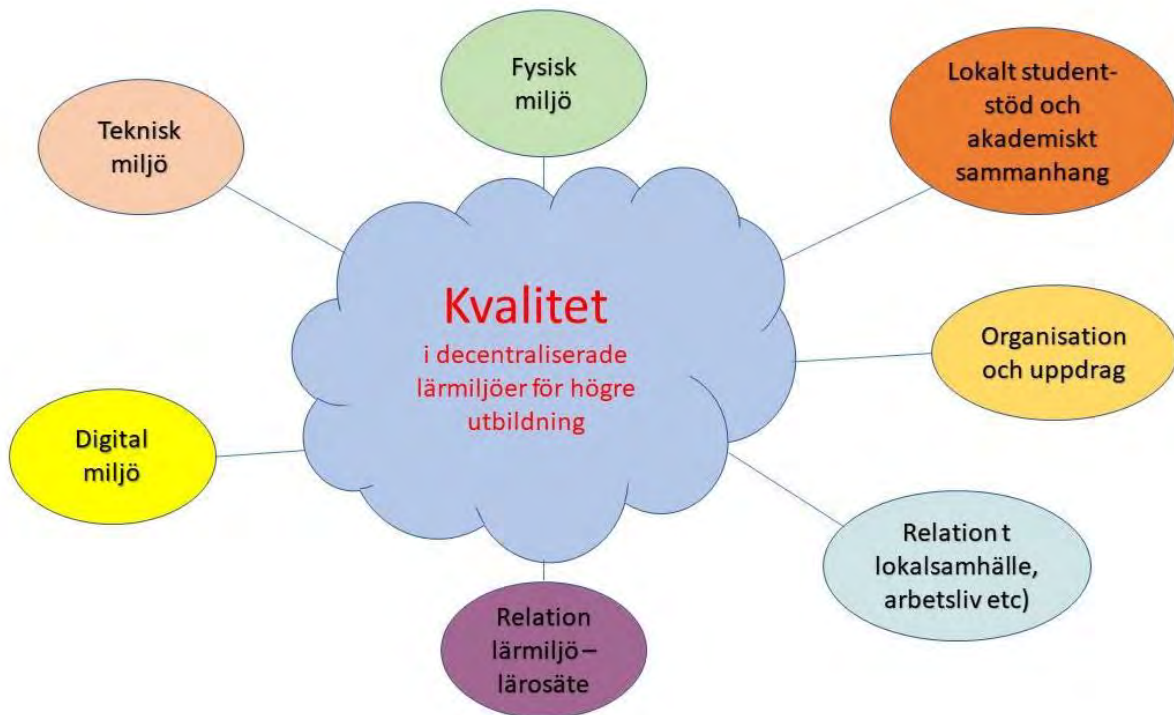 Fysisk
miljö
Lokalt student-
stöd och
akademiskt
sammanhang
Teknisk
miljö
Kvalitet
i decentraliserade
lärmiljöer för högre
utbildning
Organisation
och uppdrag
Digital
miljö
Relation t
lokalsamhälle,
arbetsliv etc)
Relation
lärmiljö –
lärosäte